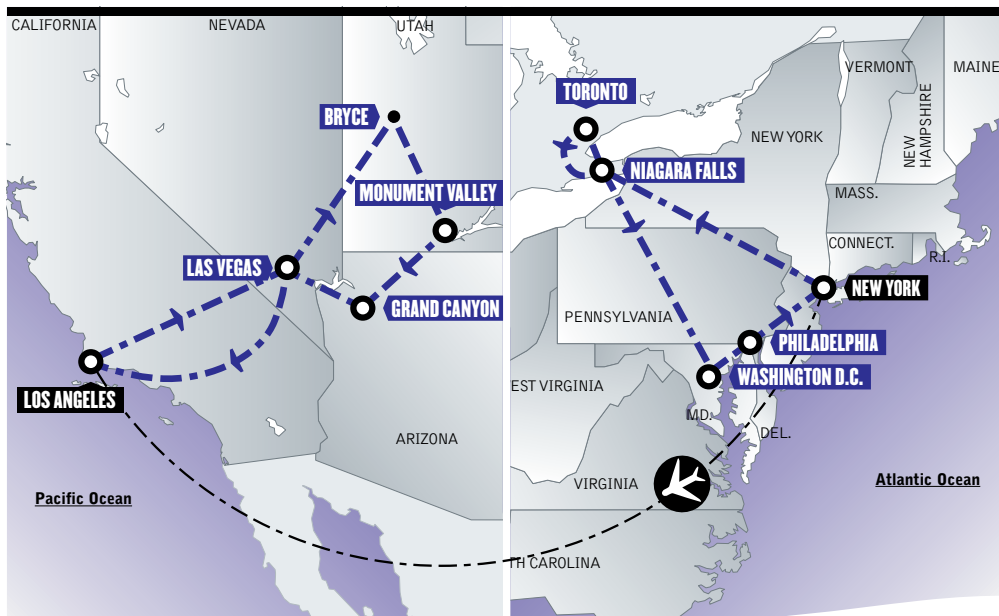 CALIFORNIA
NEVADA
UTAH
BRYCE
MONUMENT VALLEY
LAS VEGAS
GRAND CANYON
LOS ANGELES
ARIZONA
Pacific Ocean
TORONTO
NIAGARA FALLS
NEW YORK
VERMONT
MAINE
NEW
HAMPSHIRE
MASS.
CONNECT.
R.I.
NEW YORK
PENNSYLVANIA
PHILADELPHIA
WASHINGTON D.C.
EST VIRGINIA
MD.
DEL.
VIRGINIA
Atlantic Ocean
TH CAROLINA